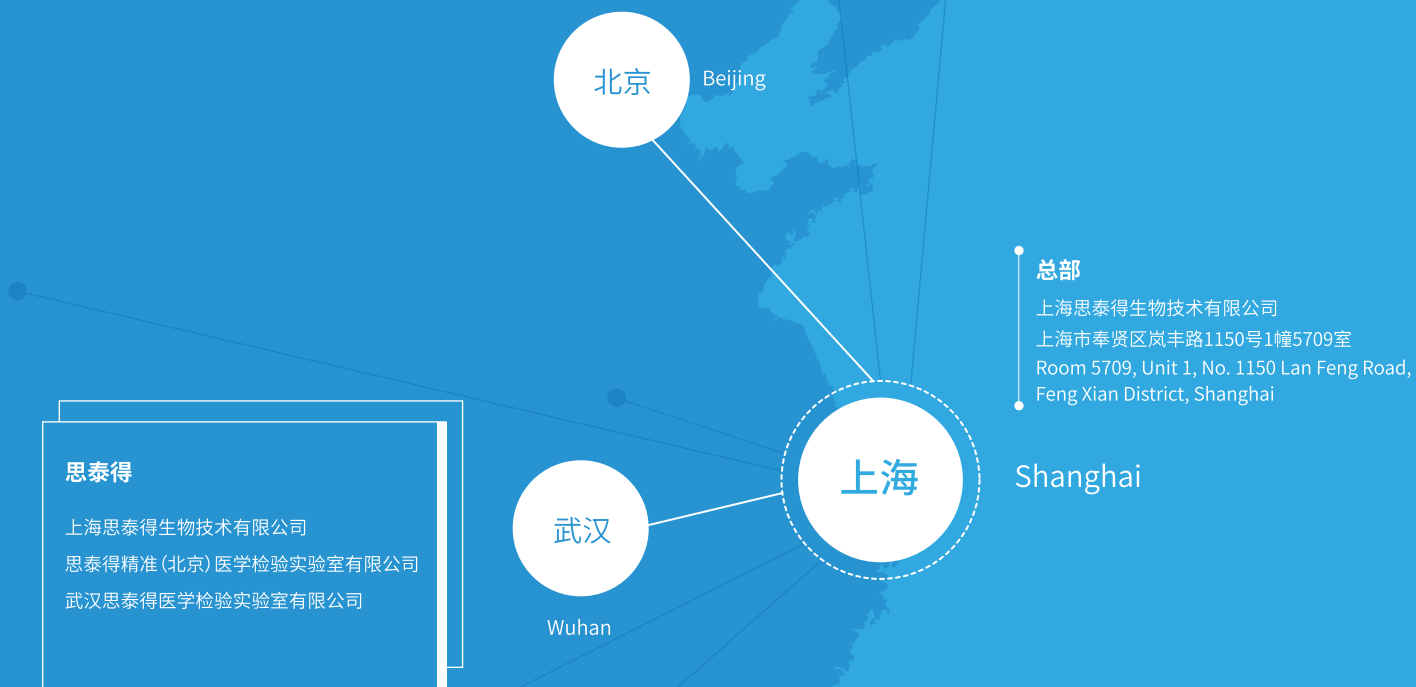 北京
Beijing
总部
上海思泰得生物技术有限公司
上海市奉贤区岚丰路1150号1幢5709室
Room 5709, Unit 1, No. 1150 Lan Feng Road,
Feng Xian District, Shanghai
上海
Shanghai
思泰得
上海思泰得生物技术有限公司
思泰得精准(北京)医学检验实验室有限公司
武汉思泰得医学检验实验室有限公司
武汉
Wuhan